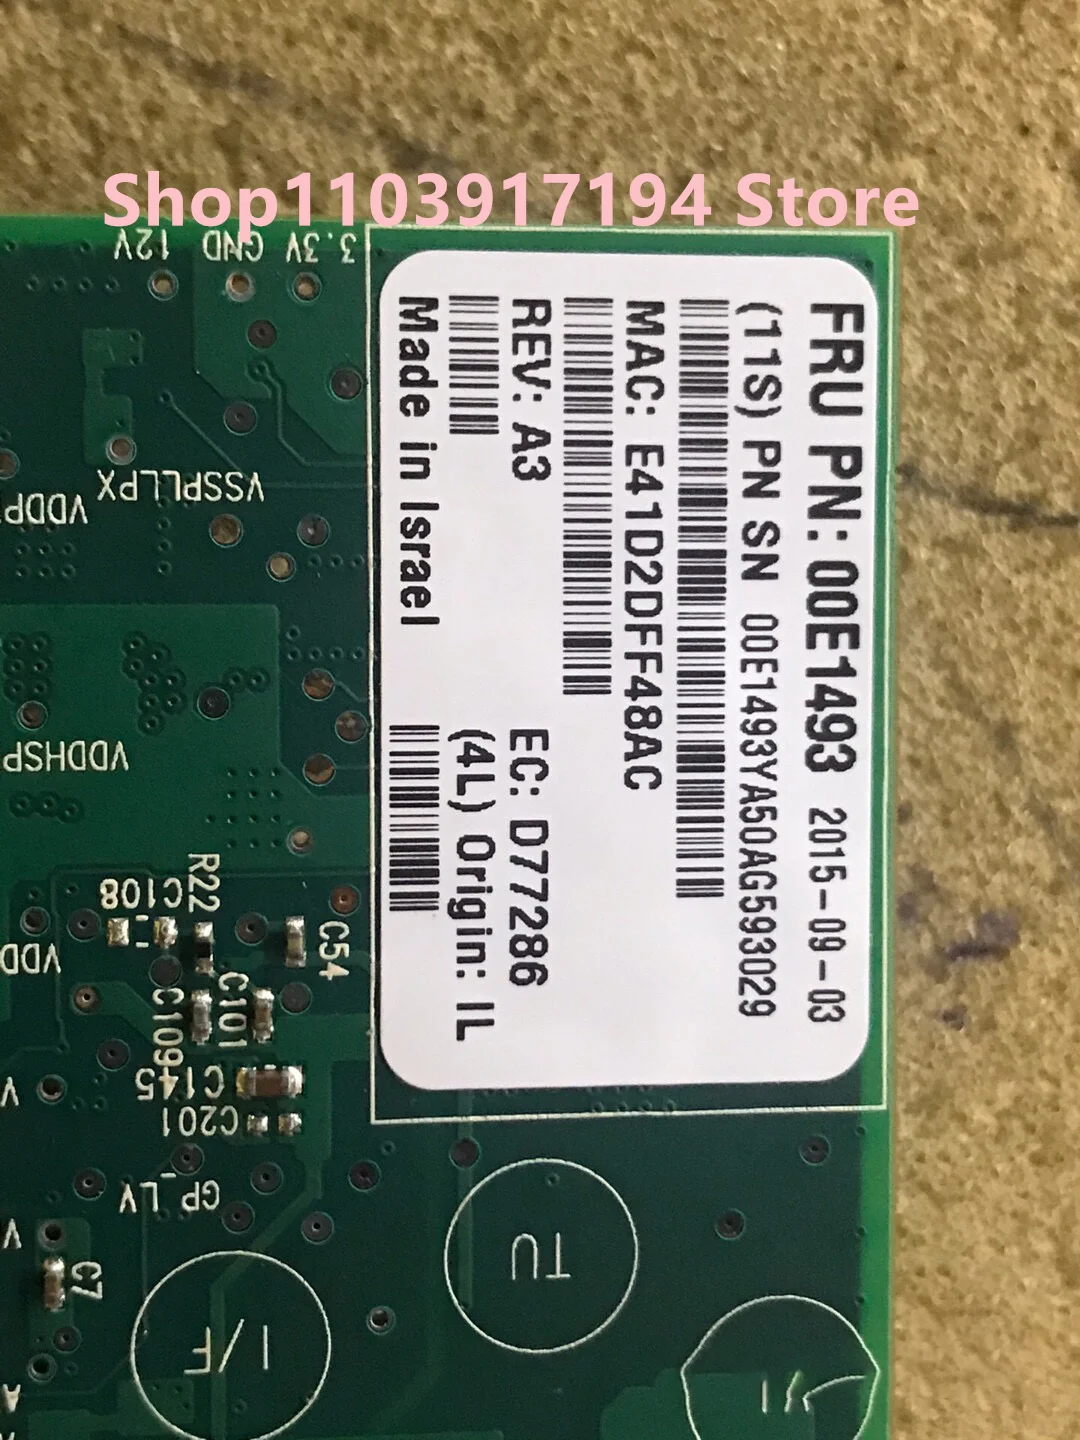 Shop1103917194 Store
FRU PN: 00E1493 2015-09-03
(11S) PN SN 00E1493YA50AG593029
MAC: E41D2DFF48AC
REV: A3 EC: D77286
(4L) Origin: IL
Made in Israel
3.3V GND 12V
VSSPLLPX
VDDP
VDDHSP
VDD
C108
R22
C54
C109
C101
C145
C201
V
GP_LV
V
C7
TU
I/F
A